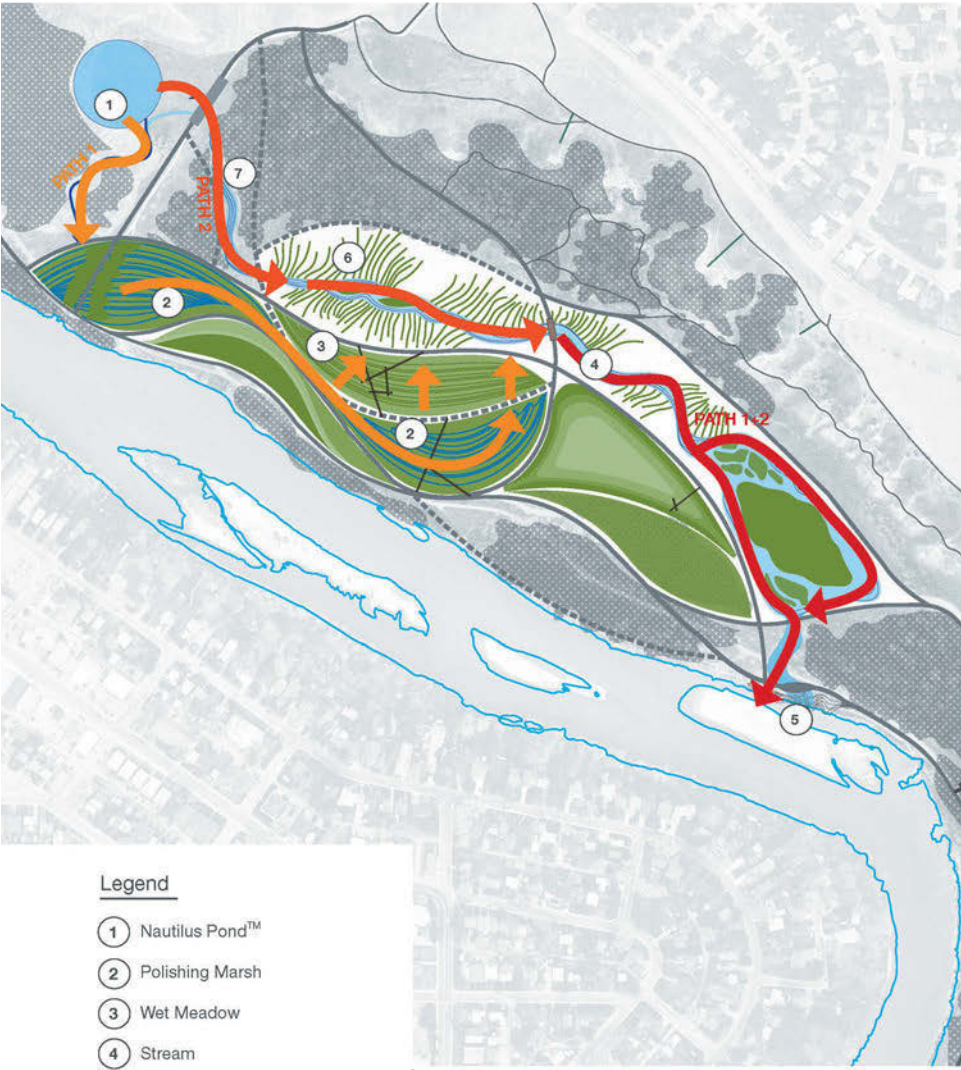 1
PATH 1
7
PATH 2
6
2
3
4
2
PATH 1+2
5
Legend
1 Nautilus Pond™
2 Polishing Marsh
3 Wet Meadow
4 Stream